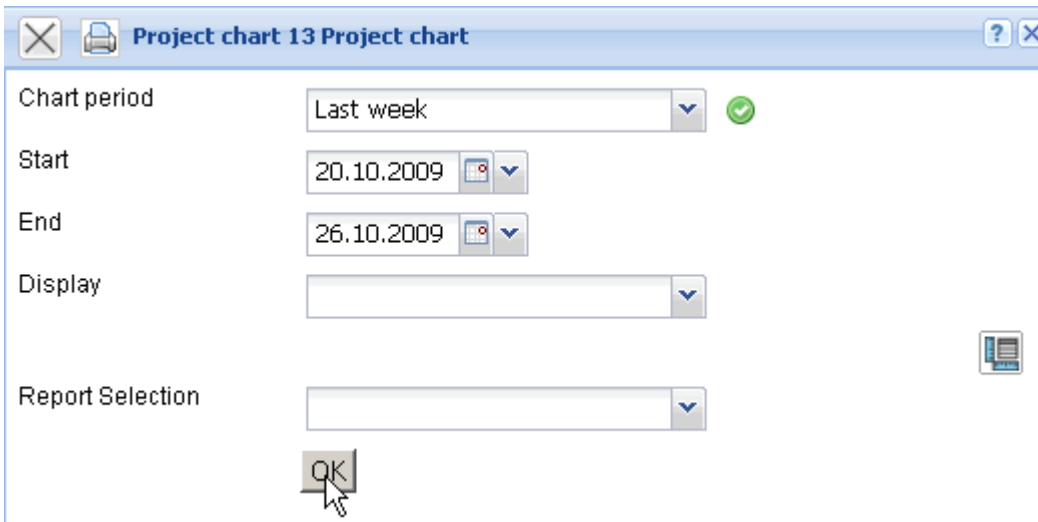 Project chart 13 Project chart ?
Chart period Last week
Start 20.10.2009
End 26.10.2009
Display
Report Selection
OK